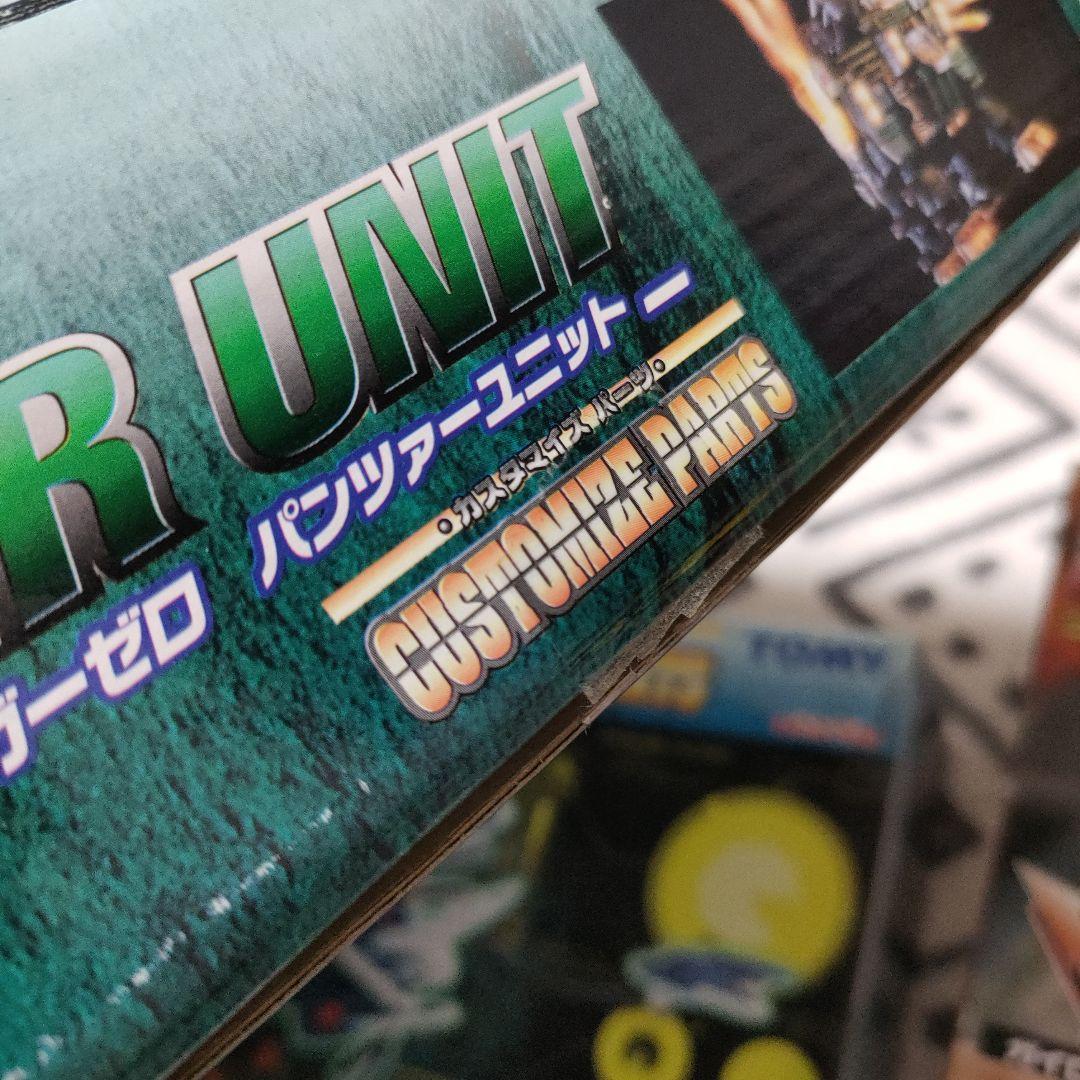 R UNIT
ガーゼロ パンツァーユニット ー
・カスタマイズ パーツ・
CUSTOMIZE PARTS
TOMY